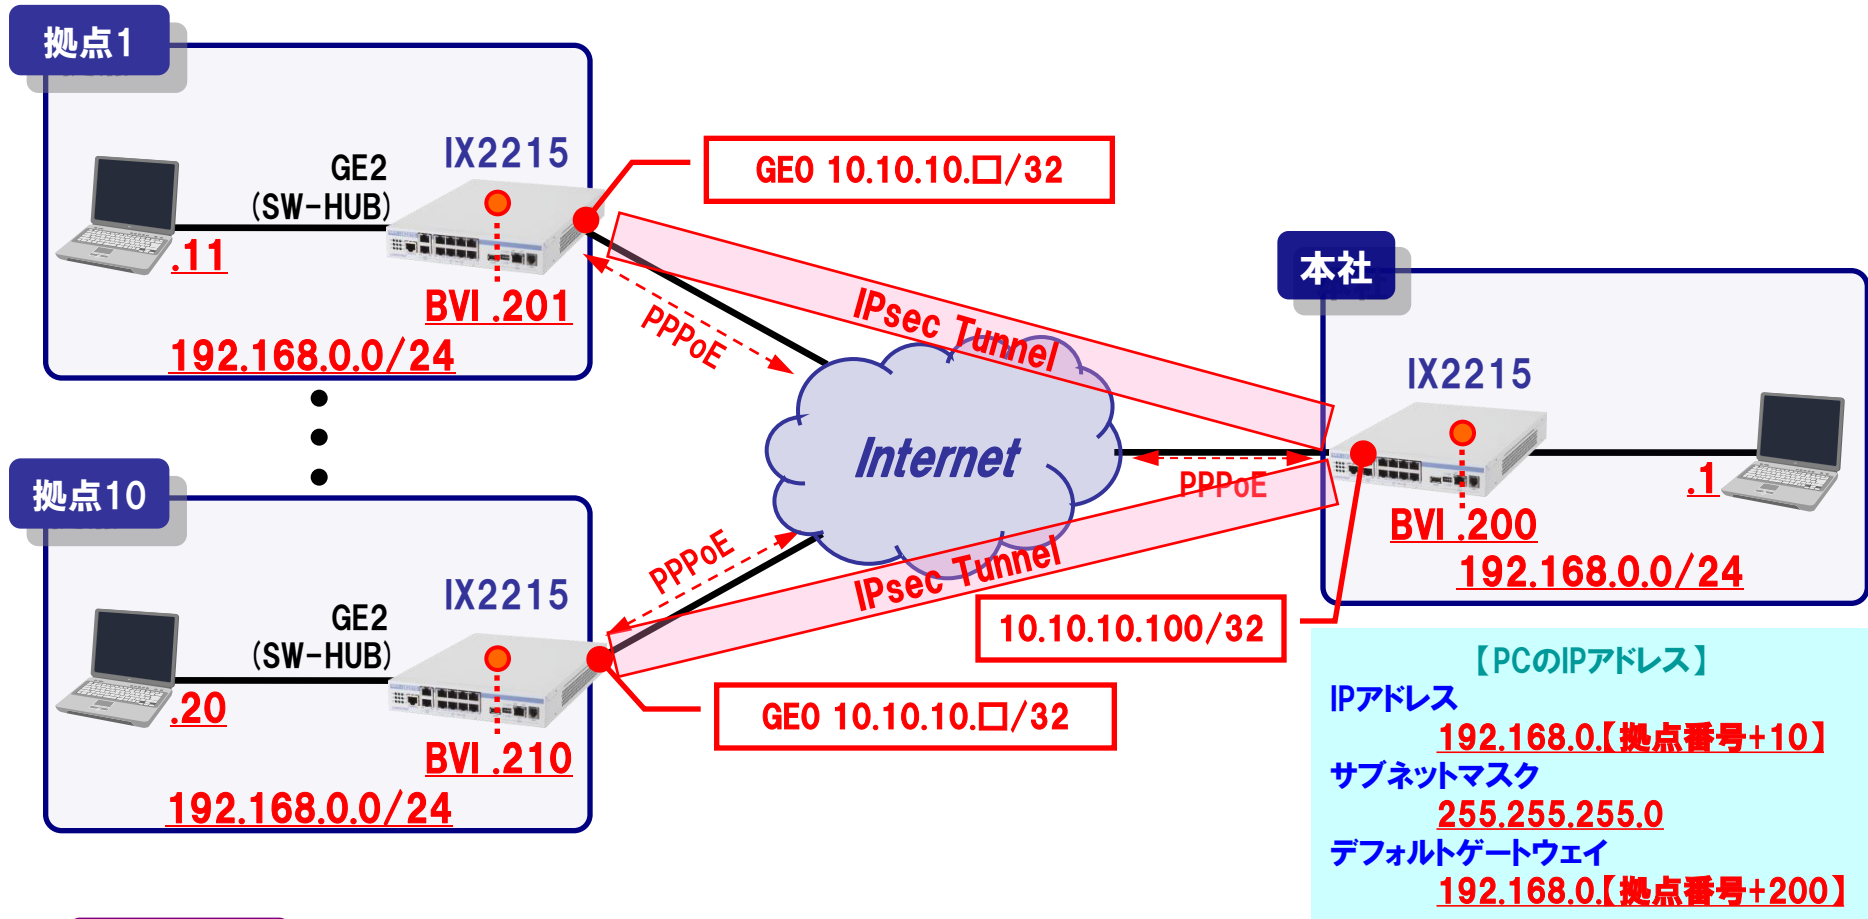 拠点1
IX2215
GE2
(SW-HUB)
.11
BVI .201
192.168.0.0/24
GE0 10.10.10.□/32
PPPoE
IPsec Tunnel
Internet
本社
IX2215
.1
PPPoE
BVI .200
192.168.0.0/24
拠点10
IX2215
GE2
(SW-HUB)
.20
BVI .210
192.168.0.0/24
PPPoE
IPsec Tunnel
10.10.10.100/32
GE0 10.10.10.□/32
【PCのIPアドレス】
IPアドレス
192.168.0.【拠点番号+10】
サブネットマスク
255.255.255.0
デフォルトゲートウェイ
192.168.0.【拠点番号+200】